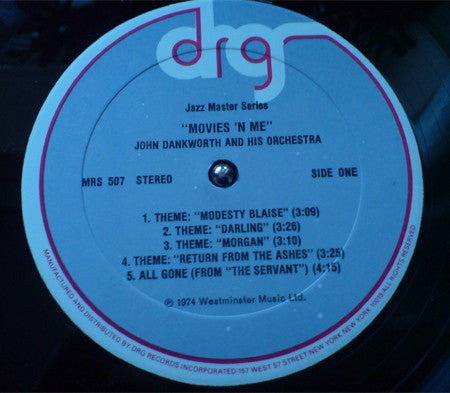 drg
Jazz Master Series
"MOVIES 'N ME"
JOHN DANKWORTH AND HIS ORCHESTRA
MRS 507 STEREO SIDE ONE
1. THEME: "MODESTY BLAISE" (3:09)
2. THEME: "DARLING" (3:26)
3. THEME: "MORGAN" (3:10)
4. THEME: "RETURN FROM THE ASHES" (3:25)
5. ALL GONE (FROM "THE SERVANT") (4:15)
℗ 1974 Westminster Music Ltd.
MANUFACTURED AND DISTRIBUTED BY DRG RECORDS INCORPORATED·157 WEST 57 STREET·NEW YORK, NEW YORK 10019·ALL RIGHTS RESERVED